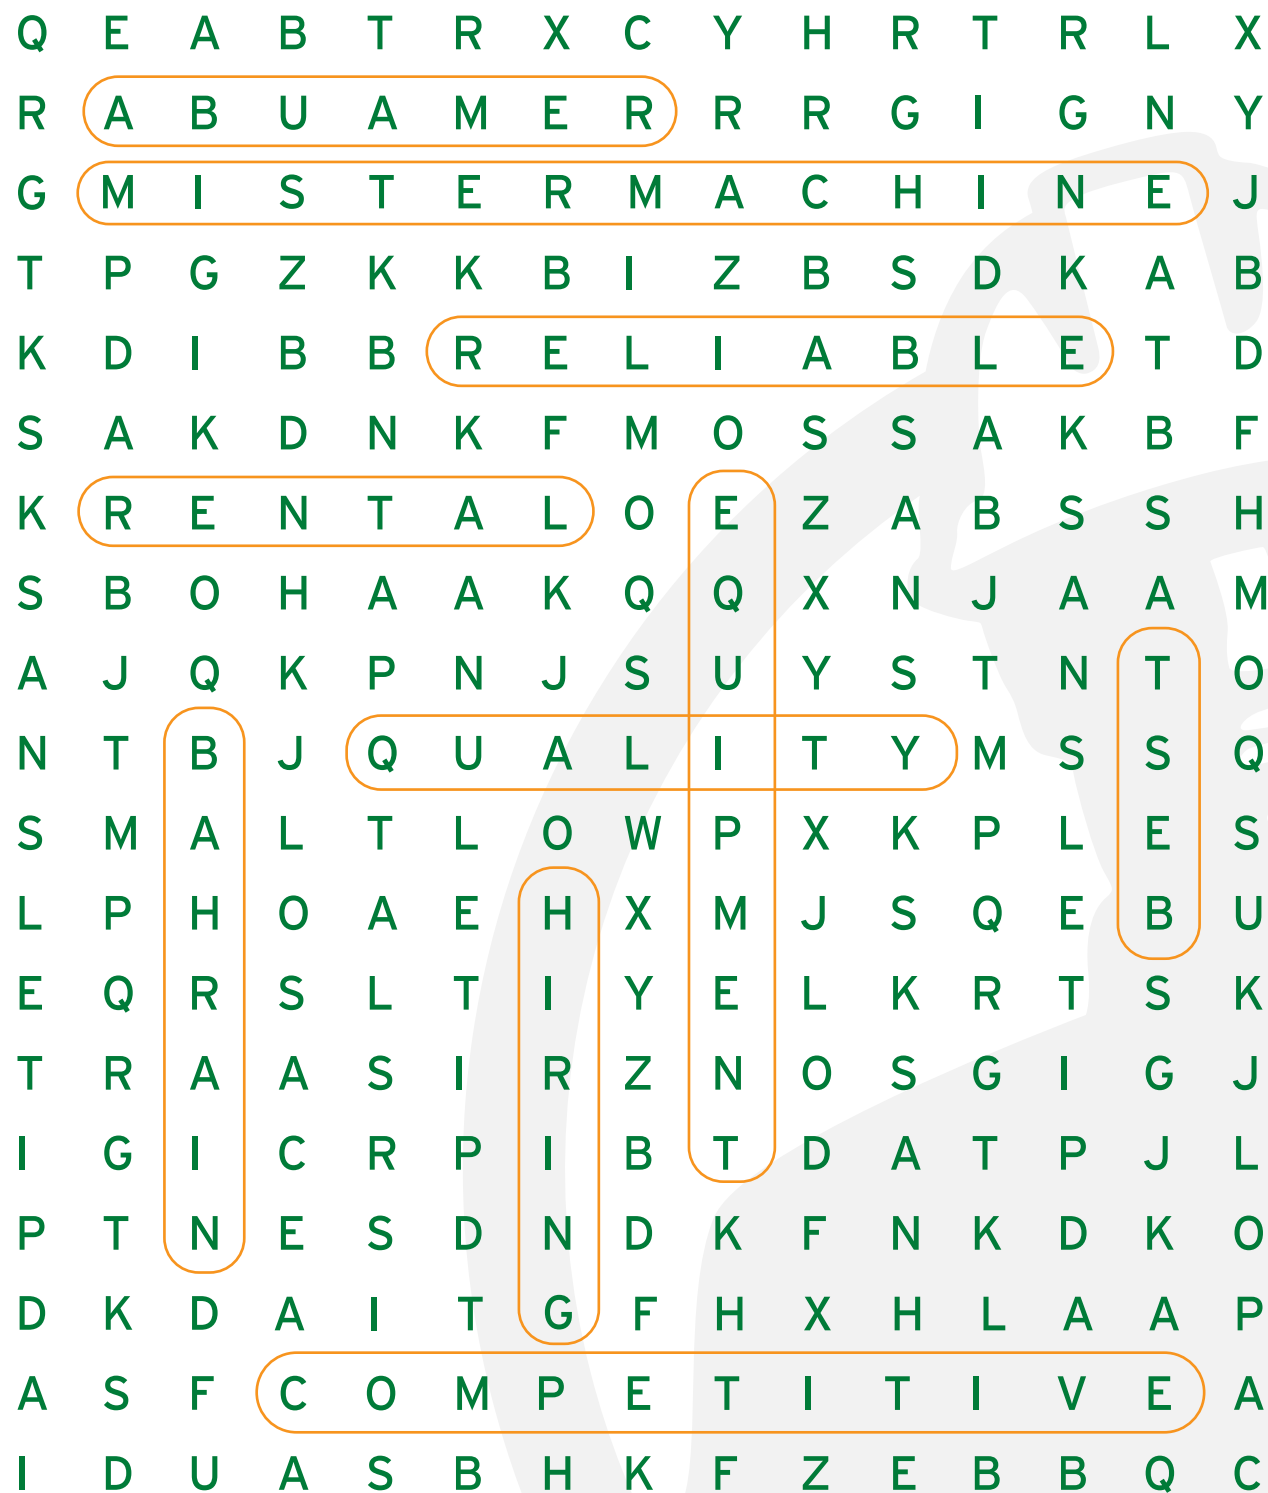 Q E A B T R X C Y H R T R L X
R A B U A M E R R R G I G N Y
G M I S T E R M A C H I N E J
T P G Z K K B I Z B S D K A B
K D I B B R E L I A B L E T D
S A K D N K F M O S S A K B F
K R E N T A L O E Z A B S S H
S B O H A A K Q Q X N J A A M
A J Q K P N J S U Y S T N T O
N T B J Q U A L I T Y M S S Q
S M A L T L O W P X K P L E S
L P H O A E H X M J S Q E B U
E Q R S L T I Y E L K R T S K
T R A A S I R Z N O S G I G J
I G I C R P I B T D A T P J L
P T N E S D N D K F N K D K O
D K D A I T G F H X H L A A P
A S F C O M P E T I T I V E A
I D U A S B H K F Z E B B Q C